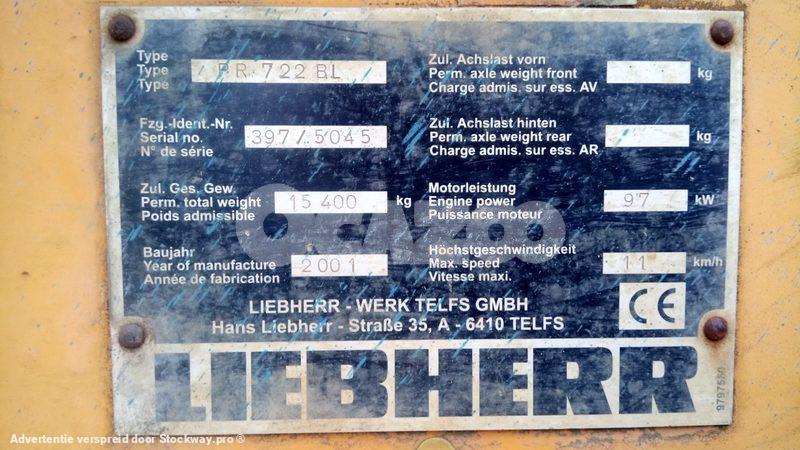 Type
Type PR 722 BL
Type
Fzg.-Ident.-Nr.
Serial no. 397/5045
N° de série
Zul. Ges. Gew
Perm. total weight 15 400 kg
Poids admissible
Baujahr
Year of manufacture 2001
Année de fabrication
Zul. Achslast vorn
Perm. axle weight front kg
Charge admis. sur ess. AV
Zul. Achslast hinten
Perm. axle weight rear kg
Charge admis. sur ess. AR
Motorleistung
Engine power 97 kW
Puissance moteur
Höchstgeschwindigkeit
Max. speed 11 km/h
Vitesse maxi.
LIEBHERR - WERK TELFS GMBH
Hans Liebherr - Straße 35, A - 6410 TELFS
CE
LIEBHERR
9797550
OCAZOO
Advertentie verspreid door Stockway.pro ®